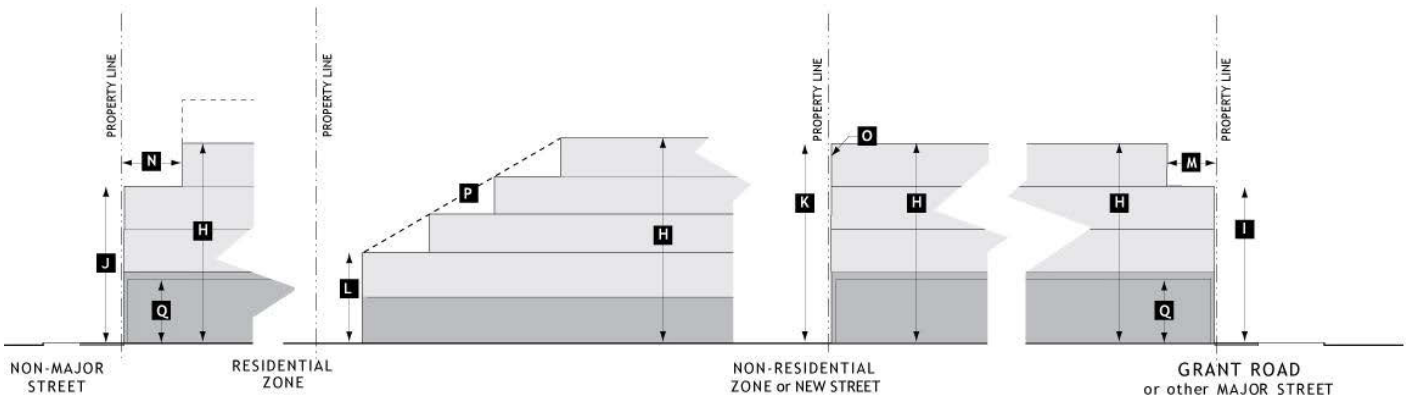 PROPERTY LINE
PROPERTY LINE
PROPERTY LINE
PROPERTY LINE
N
H
J
Q
P
H
L
O
K
H
H
M
I
Q
NON-MAJOR
STREET
RESIDENTIAL
ZONE
NON-RESIDENTIAL
ZONE or NEW STREET
GRANT ROAD
or other MAJOR STREET